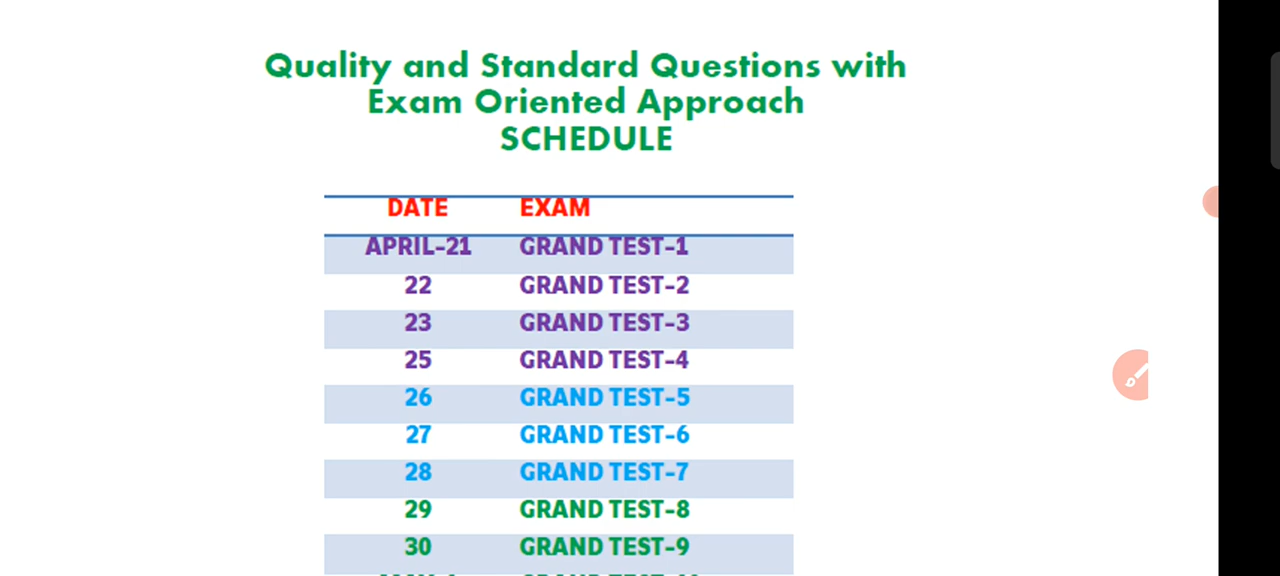 Quality and Standard Questions with
Exam Oriented Approach
SCHEDULE
DATE EXAM
APRIL-21 GRAND TEST-1
22 GRAND TEST-2
23 GRAND TEST-3
25 GRAND TEST-4
26 GRAND TEST-5
27 GRAND TEST-6
28 GRAND TEST-7
29 GRAND TEST-8
30 GRAND TEST-9